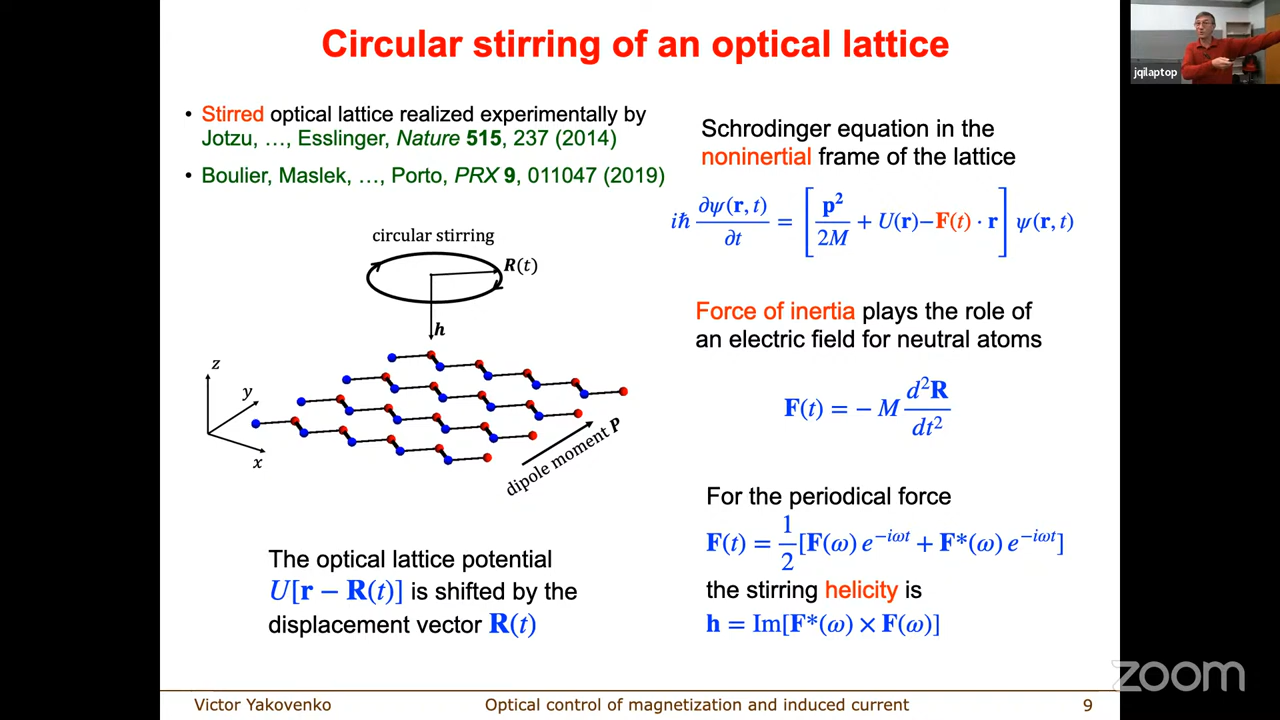 Circular stirring of an optical lattice
jqilaptop
• Stirred optical lattice realized experimentally by
Jotzu, …, Esslinger, Nature 515, 237 (2014)
• Boulier, Maslek, …, Porto, PRX 9, 011047 (2019)
circular stirring
R(t)
h
z
y
x
dipole moment P
The optical lattice potential
U[r − R(t)] is shifted by the
displacement vector R(t)
Schrodinger equation in the
noninertial frame of the lattice
iħ ∂ψ(r, t)/∂t = [p²/2M + U(r)−F(t) · r] ψ(r, t)
Force of inertia plays the role of
an electric field for neutral atoms
F(t) = − M d²R/dt²
For the periodical force
F(t) = 1/2 [F(ω) e^−iωt + F*(ω) e^−iωt]
the stirring helicity is
h = Im[F*(ω) × F(ω)]
zoom
Victor Yakovenko
Optical control of magnetization and induced current
9